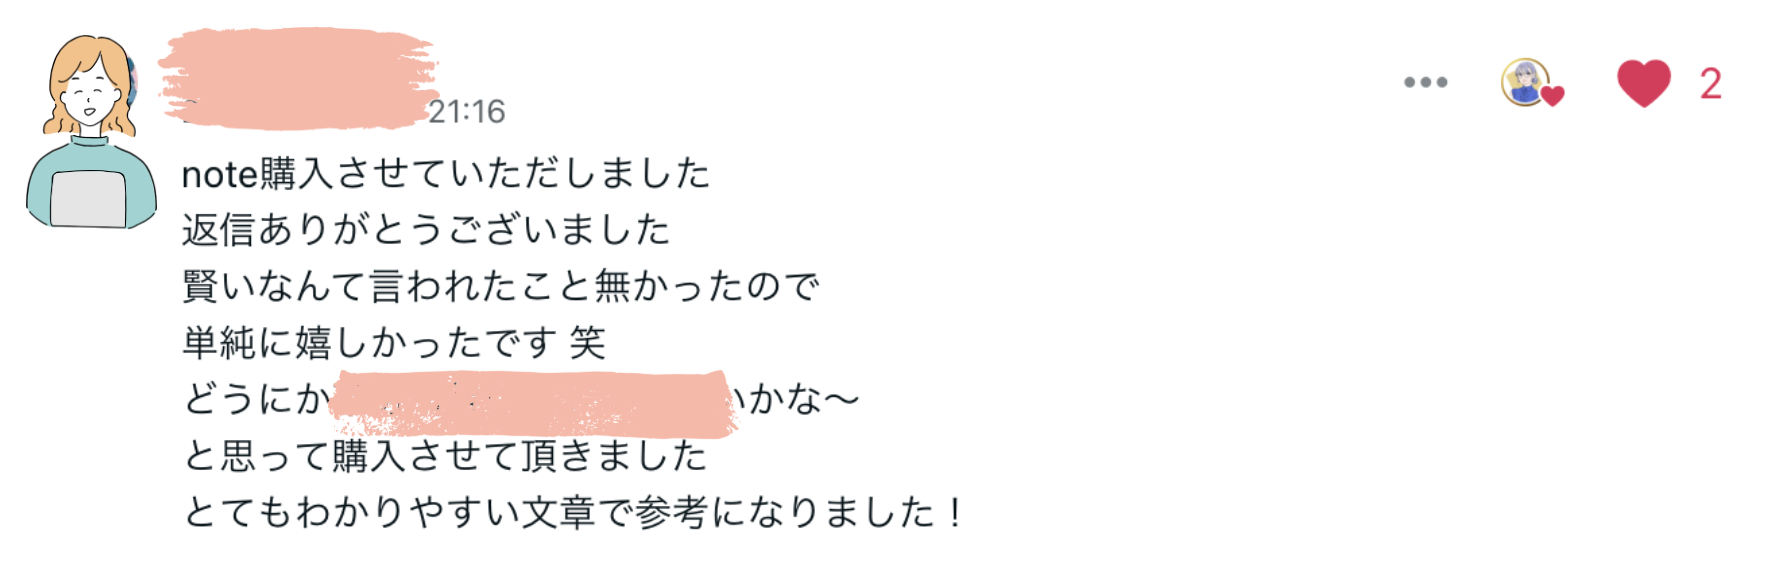 21:16
2
note購入させていただしました
返信ありがとうございました
賢いなんて言われたこと無かったので
単純に嬉しかったです 笑
どうにか かな〜
と思って購入させて頂きました
とてもわかりやすい文章で参考になりました！